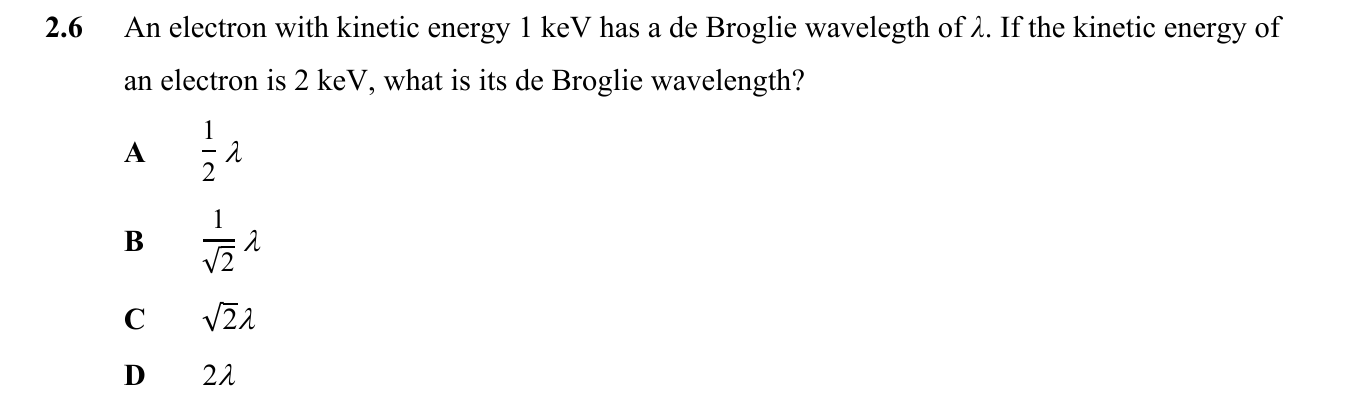 2.6 An electron with kinetic energy 1 keV has a de Broglie wavelegth of λ. If the kinetic energy of
an electron is 2 keV, what is its de Broglie wavelength?
A 1/2 λ
B 1/√2 λ
C √2λ
D 2λ